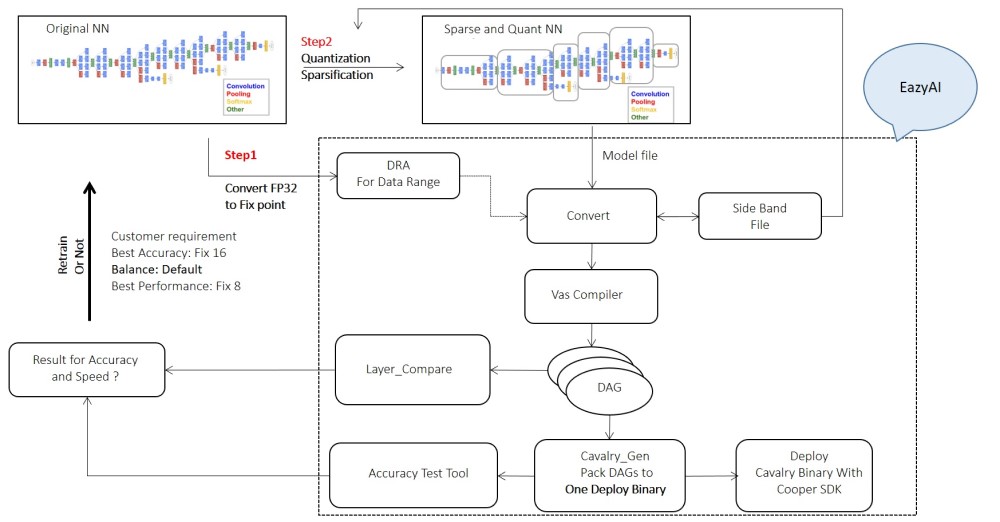 Original NN
Convolution
Pooling
Softmax
Other
Step2
Quantization
Sparsification
Sparse and Quant NN
Convolution
Pooling
Softmax
Other
EazyAI
Step1
Convert FP32
to Fix point
DRA
For Data Range
Model file
Convert
Side Band
File
Retrain
Or Not
Customer requirement
Best Accuracy: Fix 16
Balance: Default
Best Performance: Fix 8
Vas Compiler
Result for Accuracy
and Speed ?
Layer_Compare
DAG
Accuracy Test Tool
Cavalry_Gen
Pack DAGs to
One Deploy Binary
Deploy
Cavalry Binary With
Cooper SDK